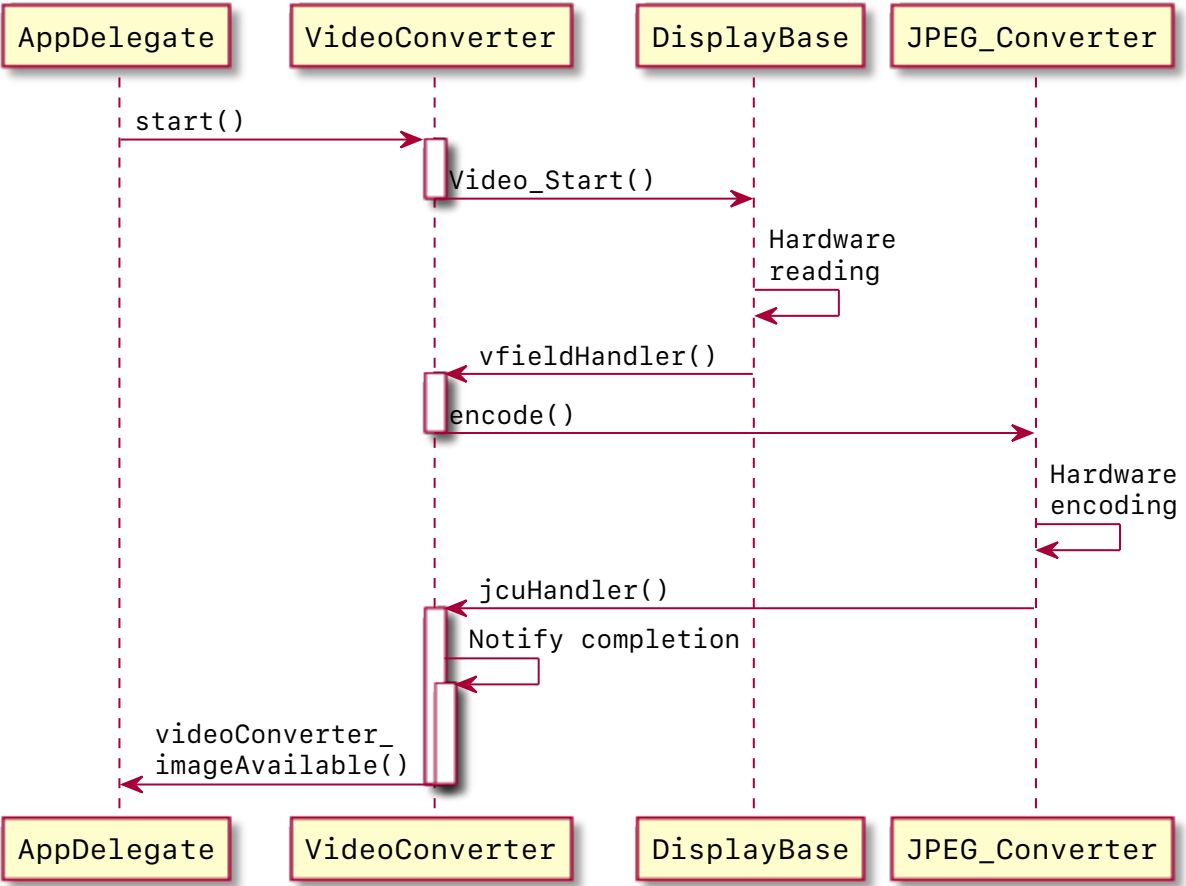 AppDelegate
VideoConverter
DisplayBase
JPEG_Converter
start()
Video_Start()
Hardware
reading
vfieldHandler()
encode()
Hardware
encoding
jcuHandler()
Notify completion
videoConverter_
imageAvailable()
AppDelegate
VideoConverter
DisplayBase
JPEG_Converter